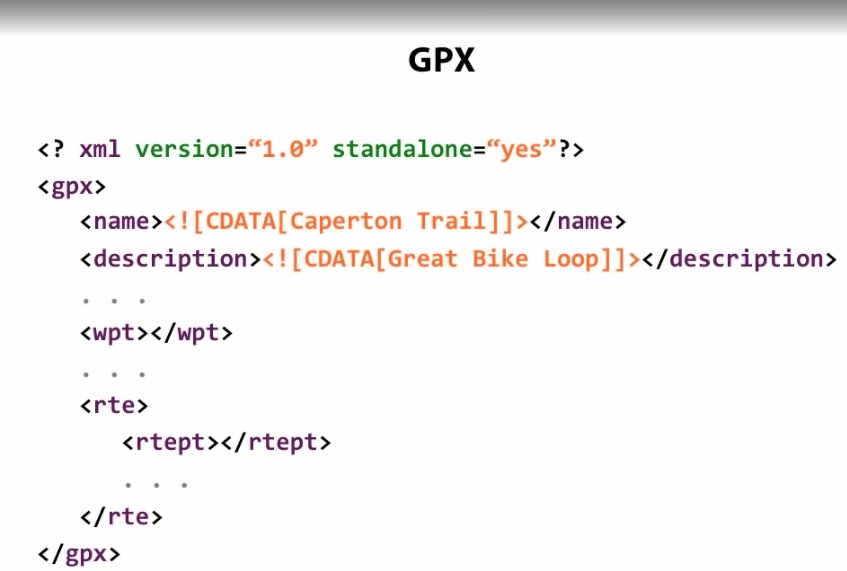 GPX
<? xml version=“1.0” standalone=“yes”?>
<gpx>
<name><![CDATA[Caperton Trail]]></name>
<description><![CDATA[Great Bike Loop]]></description>
. . .
<wpt></wpt>
. . .
<rte>
<rtept></rtept>
. . .
</rte>
</gpx>